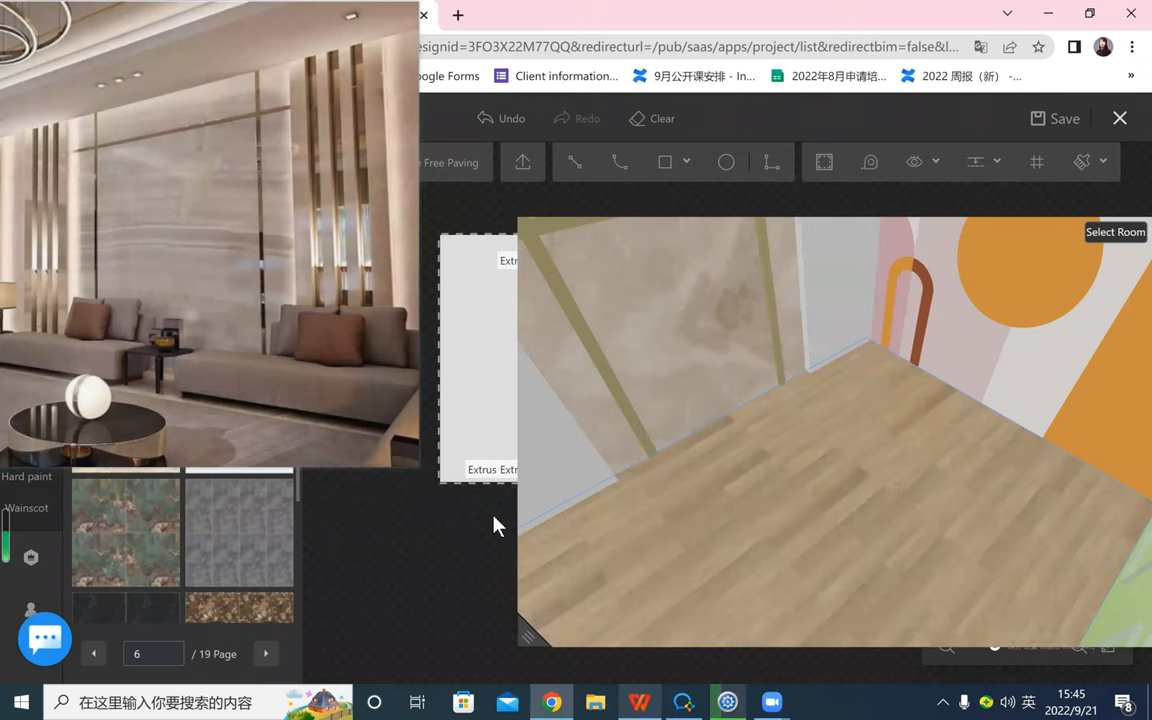 esignid=3FO3X22M77QQ&redirecturl=/pub/saas/apps/project/list&redirectbim=false&l...
ogle Forms
Client information...
9月公开课安排 - In...
2022年8月申请培...
2022 周报（新） -...
»
Undo
Redo
Clear
Save
Free Paving
Select Room
Extr
Extrus Extr
Hard paint
Wainscot
6 / 19 Page
在这里输入你要搜索的内容
英
15:45
2022/9/21
8